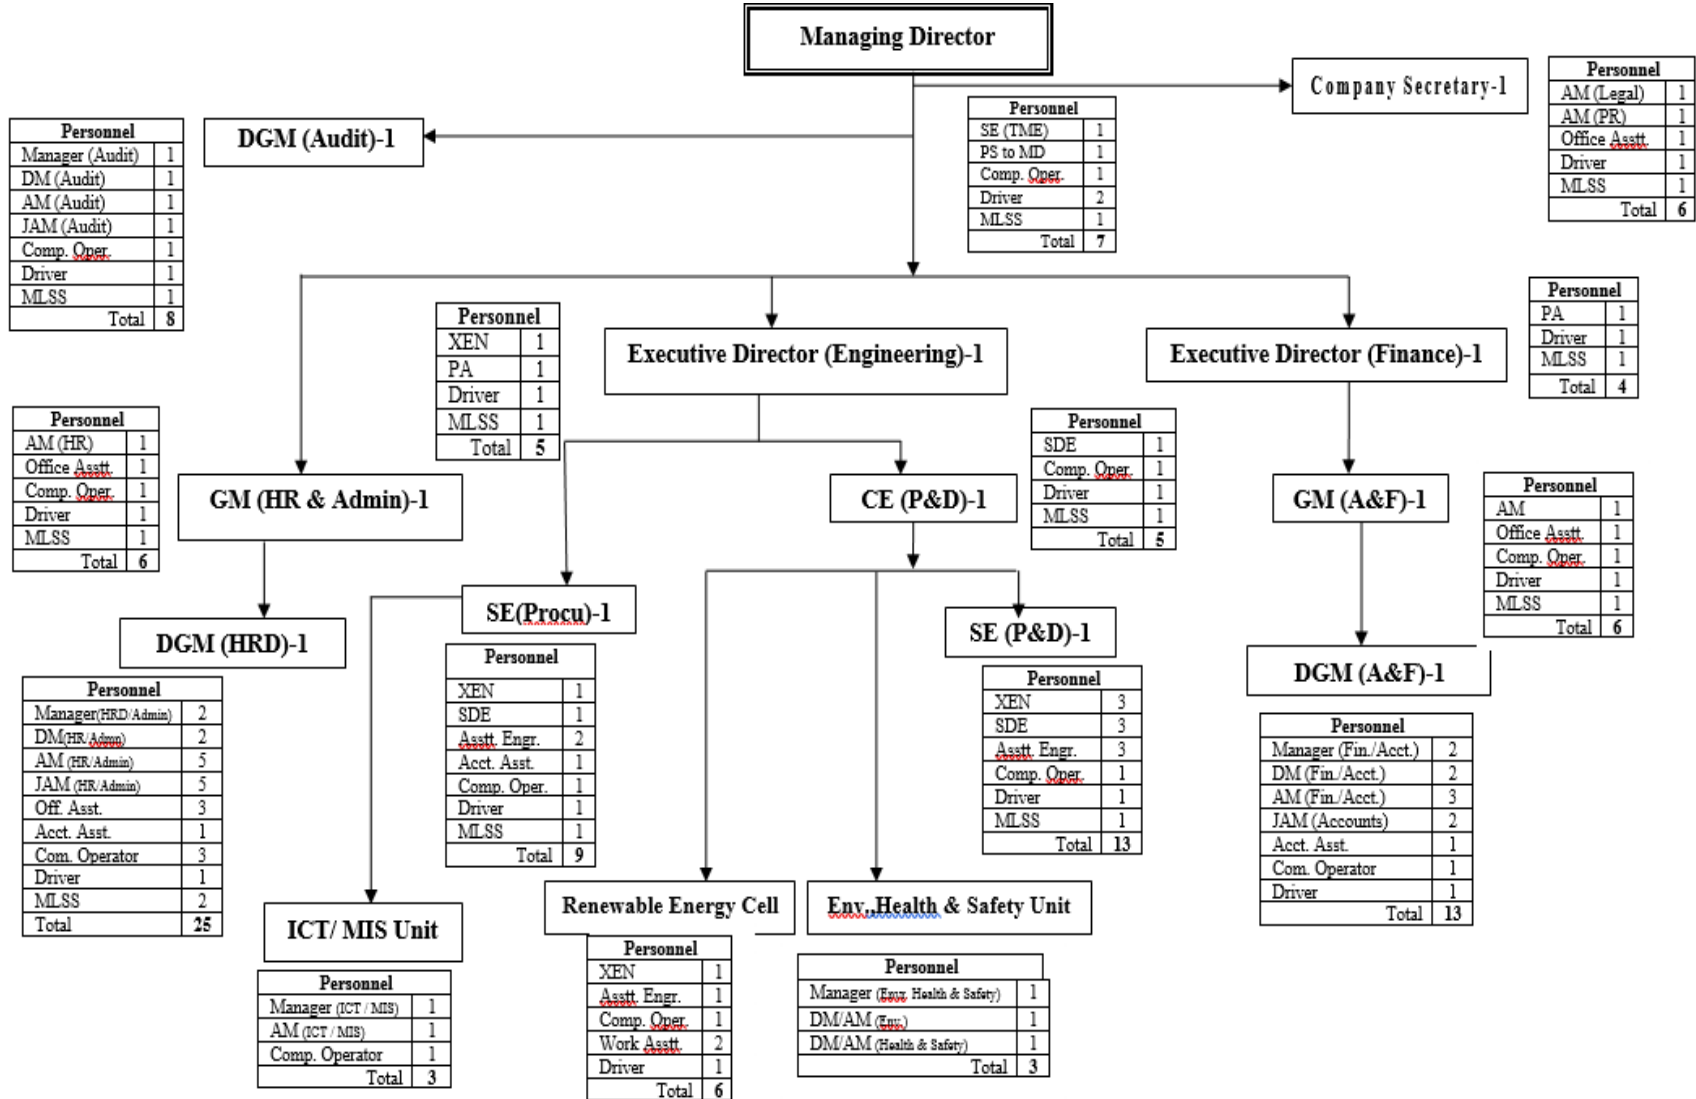 Managing Director
Company Secretary-1
Personnel
AM (Legal) 1
AM (PR) 1
Office Asstt. 1
Driver 1
MLSS 1
Total 6
Personnel
SE (TME) 1
PS to MD 1
Comp. Oper. 1
Driver 2
MLSS 1
Total 7
DGM (Audit)-1
Personnel
Manager (Audit) 1
DM (Audit) 1
AM (Audit) 1
JAM (Audit) 1
Comp. Oper. 1
Driver 1
MLSS 1
Total 8
Personnel
XEN 1
PA 1
Driver 1
MLSS 1
Total 5
Executive Director (Engineering)-1
Executive Director (Finance)-1
Personnel
PA 1
Driver 1
MLSS 1
Total 4
Personnel
AM (HR) 1
Office Asstt. 1
Comp. Oper. 1
Driver 1
MLSS 1
Total 6
GM (HR & Admin)-1
CE (P&D)-1
Personnel
SDE 1
Comp. Oper. 1
Driver 1
MLSS 1
Total 5
GM (A&F)-1
Personnel
AM 1
Office Asstt. 1
Comp. Oper. 1
Driver 1
MLSS 1
Total 6
DGM (HRD)-1
SE(Procu)-1
SE (P&D)-1
DGM (A&F)-1
Personnel
Manager(HRD/Admin) 2
DM(HR/Admn) 2
AM (HR/Admin) 5
JAM (HR/Admin) 5
Off. Asst. 3
Acct. Asst. 1
Com. Operator 3
Driver 1
MLSS 2
Total 25
Personnel
XEN 1
SDE 1
Asstt. Engr. 2
Acct. Asst. 1
Comp. Oper. 1
Driver 1
MLSS 1
Total 9
Personnel
XEN 3
SDE 3
Asstt. Engr. 3
Comp. Oper. 1
Driver 1
MLSS 1
Total 13
Personnel
Manager (Fin./Acct.) 2
DM (Fin./Acct.) 2
AM (Fin./Acct.) 3
JAM (Accounts) 2
Acct. Asst. 1
Com. Operator 1
Driver 1
Total 13
ICT/ MIS Unit
Renewable Energy Cell
Env.,Health & Safety Unit
Personnel
Manager (ICT / MIS) 1
AM (ICT / MIS) 1
Comp. Operator 1
Total 3
Personnel
XEN 1
Asstt. Engr. 1
Comp. Oper. 1
Work Asstt. 2
Driver 1
Total 6
Personnel
Manager (Env. Health & Safety) 1
DM/AM (Env.) 1
DM/AM (Health & Safety) 1
Total 3